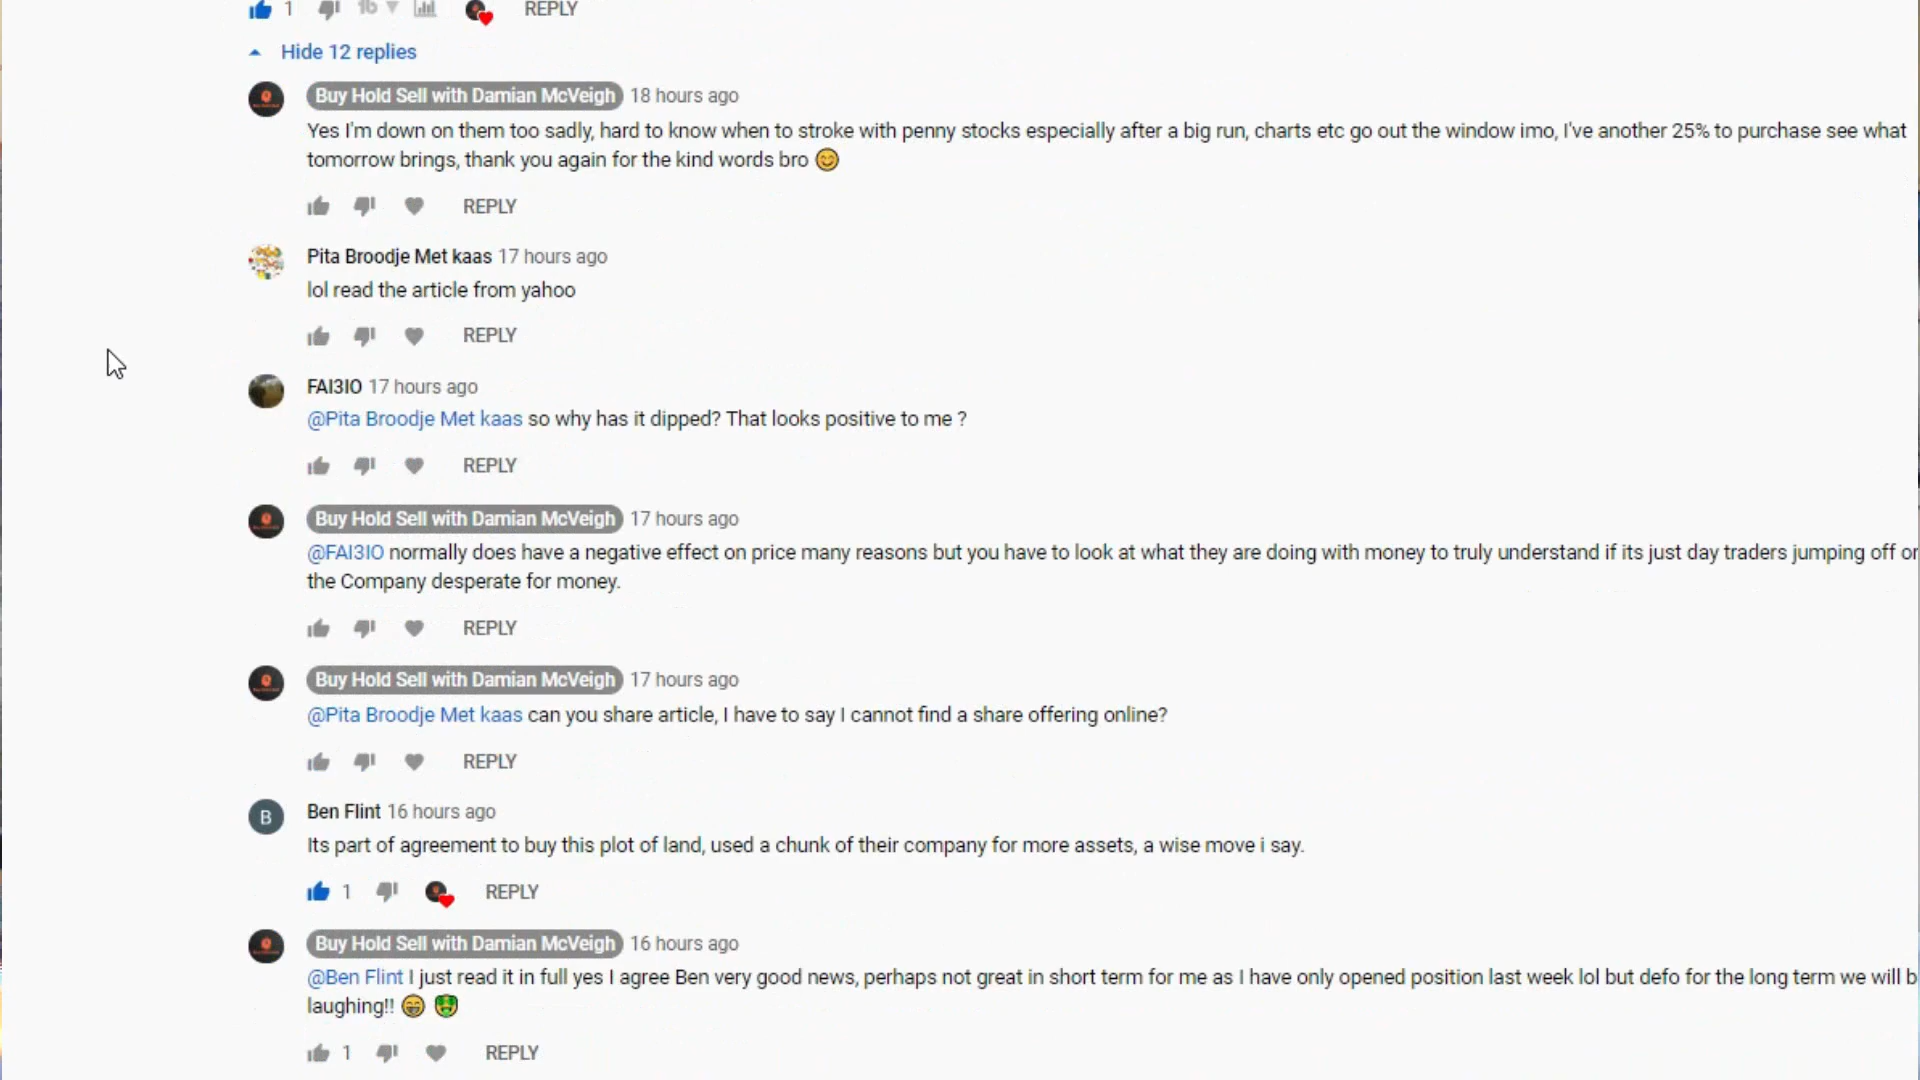 1 REPLY
Hide 12 replies
Buy Hold Sell with Damian McVeigh 18 hours ago
Yes I'm down on them too sadly, hard to know when to stroke with penny stocks especially after a big run, charts etc go out the window imo, I've another 25% to purchase see what
tomorrow brings, thank you again for the kind words bro
REPLY
Pita Broodje Met kaas 17 hours ago
lol read the article from yahoo
REPLY
FAI3IO 17 hours ago
@Pita Broodje Met kaas so why has it dipped? That looks positive to me ?
REPLY
Buy Hold Sell with Damian McVeigh 17 hours ago
@FAI3IO normally does have a negative effect on price many reasons but you have to look at what they are doing with money to truly understand if its just day traders jumping off or
the Company desperate for money.
REPLY
Buy Hold Sell with Damian McVeigh 17 hours ago
@Pita Broodje Met kaas can you share article, I have to say I cannot find a share offering online?
REPLY
B Ben Flint 16 hours ago
Its part of agreement to buy this plot of land, used a chunk of their company for more assets, a wise move i say.
1 REPLY
Buy Hold Sell with Damian McVeigh 16 hours ago
@Ben Flint I just read it in full yes I agree Ben very good news, perhaps not great in short term for me as I have only opened position last week lol but defo for the long term we will b
laughing!!
1 REPLY